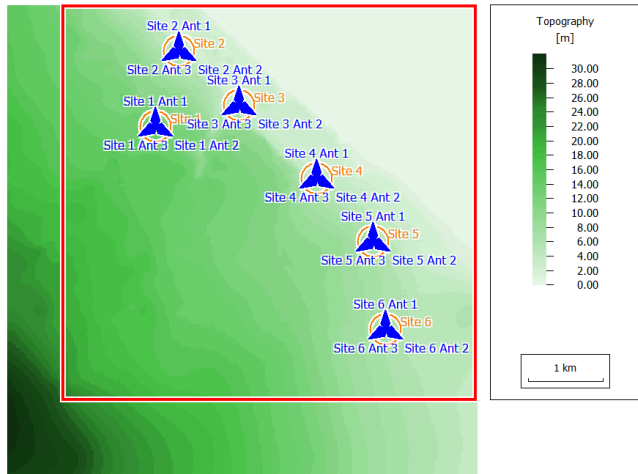 Site 2 Ant 1
Site 2
Site 2 Ant 3 Site 2 Ant 2
Site 3 Ant 1
Site 3
Site 1 Ant 1
Site 3 Ant 3 Site 3 Ant 2
Site 1 Ant 3 Site 1 Ant 2
Site 4 Ant 1
Site 4
Site 4 Ant 3 Site 4 Ant 2
Site 5 Ant 1
Site 5
Site 5 Ant 3 Site 5 Ant 2
Site 6 Ant 1
Site 6
Site 6 Ant 3 Site 6 Ant 2
Topography
[m]
30.00
28.00
26.00
24.00
22.00
20.00
18.00
16.00
14.00
12.00
10.00
8.00
6.00
4.00
2.00
0.00
1 km